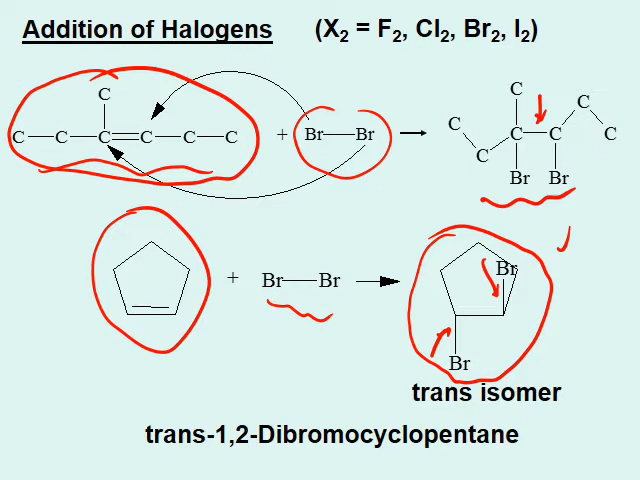 Addition of Halogens (X2 = F2, Cl2, Br2, I2)
C C
C C C C C C + Br Br C C C
C C
Br Br
+ Br Br Br
Br
trans isomer
trans-1,2-Dibromocyclopentane